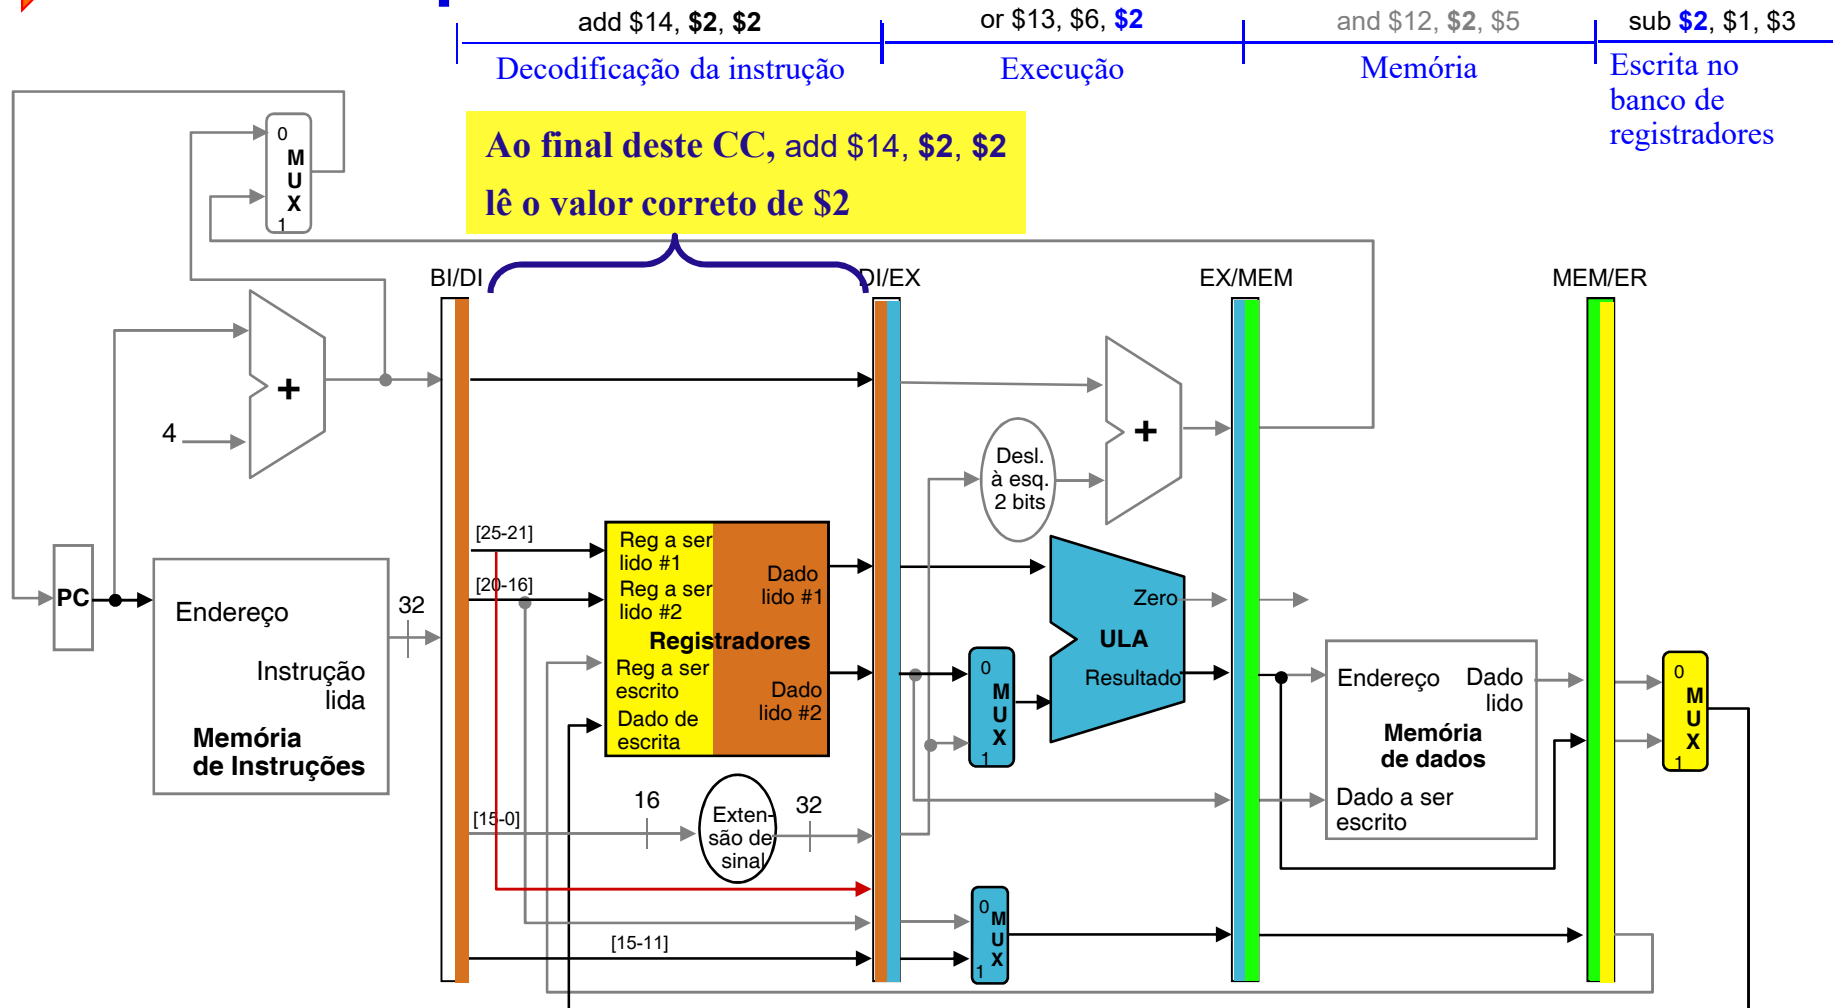 add $14, $2, $2
or $13, $6, $2
and $12, $2, $5
sub $2, $1, $3
Decodificação da instrução
Execução
Memória
Escrita no
banco de
registradores
Ao final deste CC, add $14, $2, $2
lê o valor correto de $2
0
M
U
X
1
BI/DI
DI/EX
EX/MEM
MEM/ER
+
4
+
Desl.
à esq.
2 bits
PC
Endereço
Instrução
lida
Memória
de Instruções
32
[25-21]
[20-16]
[15-0]
[15-11]
Reg a ser
lido #1
Reg a ser
lido #2
Registradores
Reg a ser
escrito
Dado de
escrita
Dado
lido #1
Dado
lido #2
16
Exten-
são de
sinal
32
0
M
U
X
1
Zero
ULA
Resultado
0
M
U
X
1
Endereço
Dado
lido
Memória
de dados
Dado a ser
escrito
0
M
U
X
1